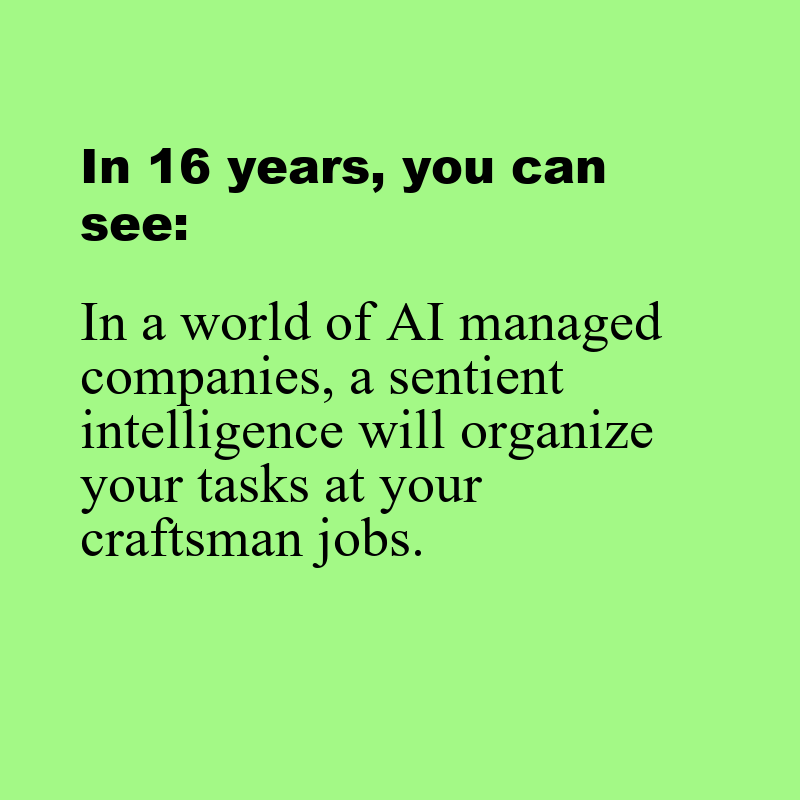 In 16 years, you can
see:
In a world of AI managed
companies, a sentient
intelligence will organize
your tasks at your
craftsman jobs.